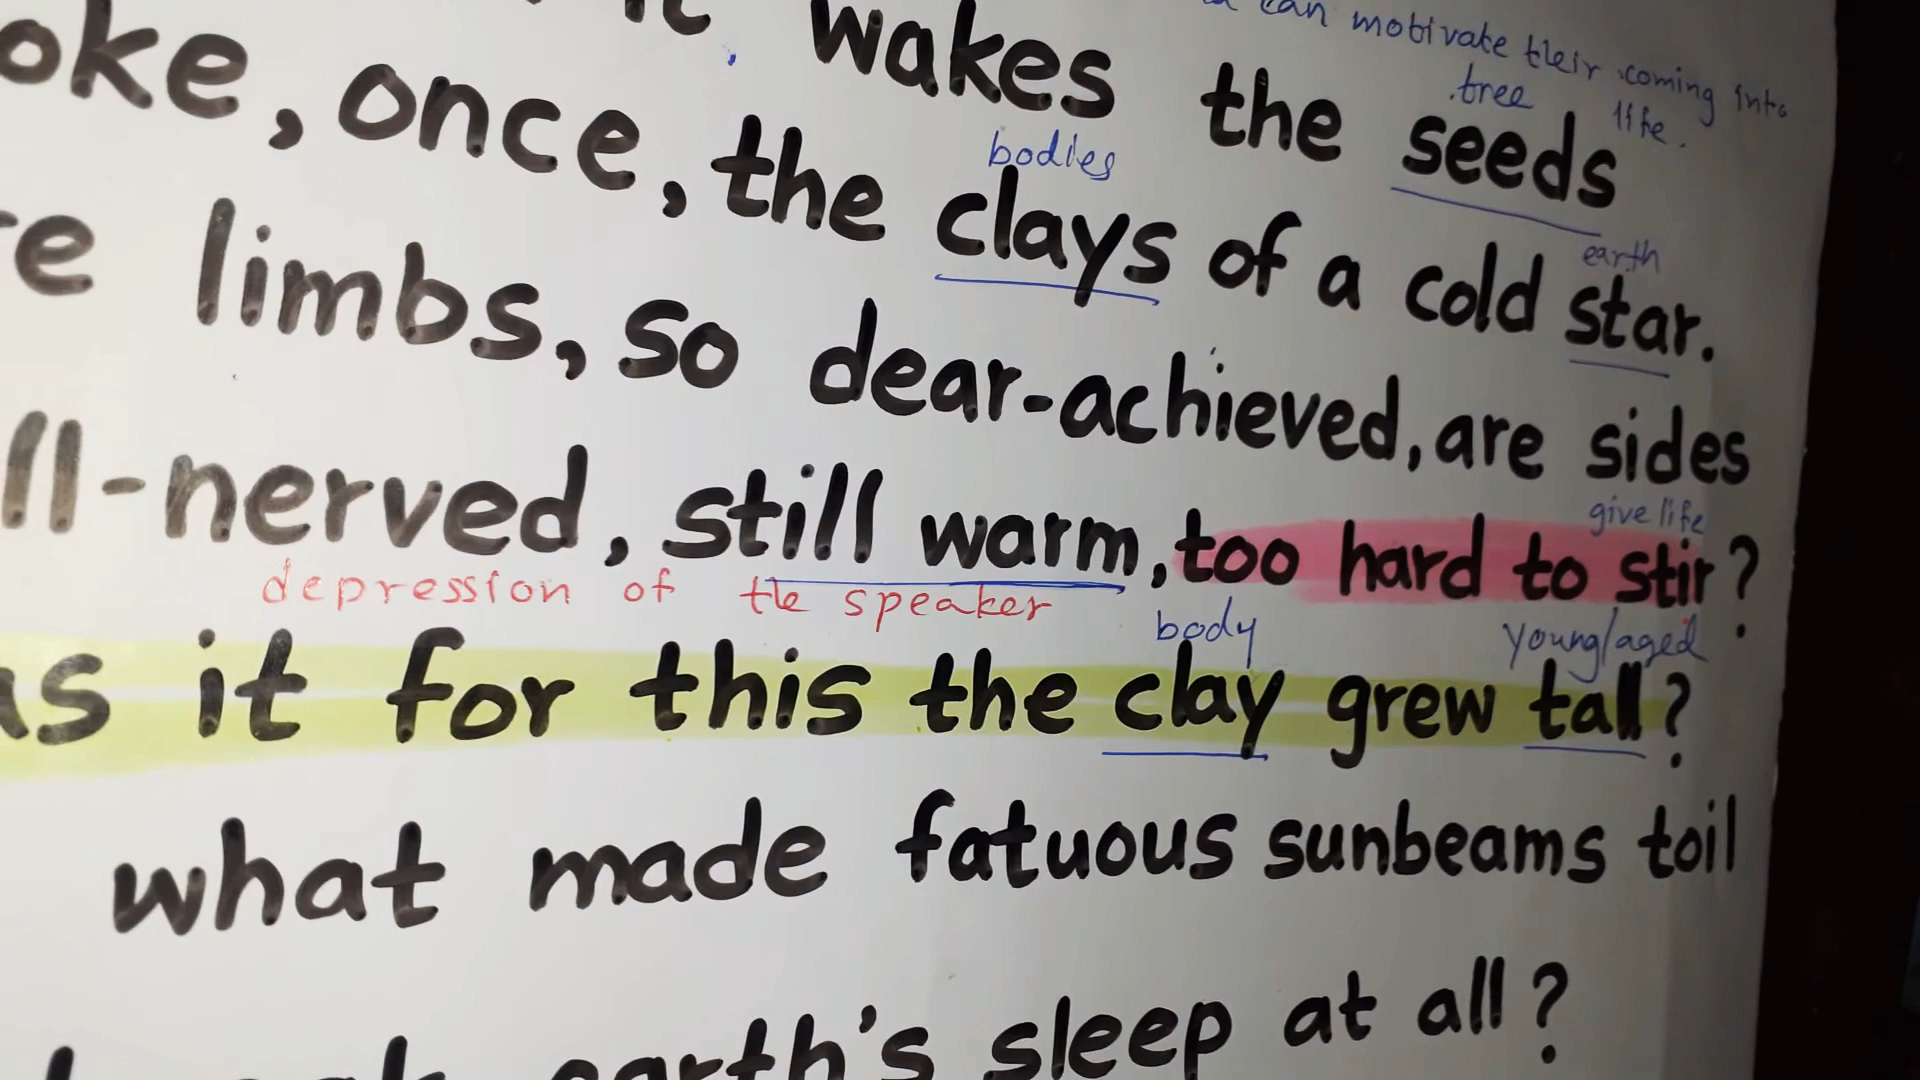 can motivate their coming into
life.
wakes the seeds
tree
oke, once, the clays of a cold star.
bodies
earth
e limbs, so dear-achieved, are sides
ll-nerved, still warm, too hard to stir?
give life
depression of the speaker
as it for this the clay grew tall?
body
young/aged
what made fatuous sunbeams toil
earth's sleep at all?